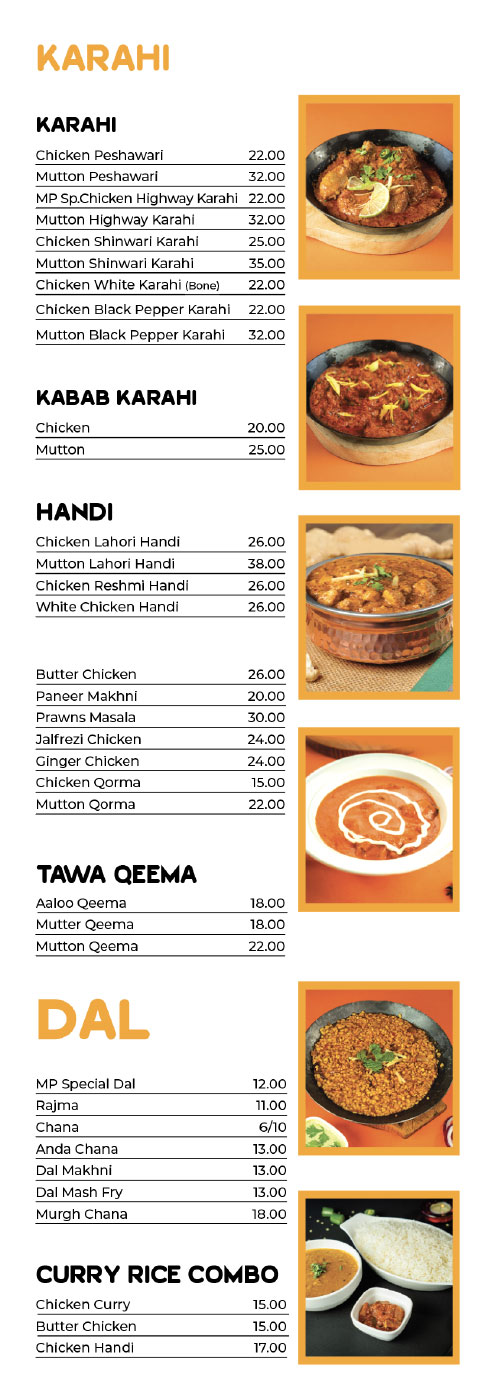 KARAHI
KARAHI
Chicken Peshawari 22.00
Mutton Peshawari 32.00
MP Sp.Chicken Highway Karahi 22.00
Mutton Highway Karahi 32.00
Chicken Shinwari Karahi 25.00
Mutton Shinwari Karahi 35.00
Chicken White Karahi (Bone) 22.00
Chicken Black Pepper Karahi 22.00
Mutton Black Pepper Karahi 32.00
KABAB KARAHI
Chicken 20.00
Mutton 25.00
HANDI
Chicken Lahori Handi 26.00
Mutton Lahori Handi 38.00
Chicken Reshmi Handi 26.00
White Chicken Handi 26.00
Butter Chicken 26.00
Paneer Makhni 20.00
Prawns Masala 30.00
Jalfrezi Chicken 24.00
Ginger Chicken 24.00
Chicken Qorma 15.00
Mutton Qorma 22.00
TAWA QEEMA
Aaloo Qeema 18.00
Mutter Qeema 18.00
Mutton Qeema 22.00
DAL
MP Special Dal 12.00
Rajma 11.00
Chana 6/10
Anda Chana 13.00
Dal Makhni 13.00
Dal Mash Fry 13.00
Murgh Chana 18.00
CURRY RICE COMBO
Chicken Curry 15.00
Butter Chicken 15.00
Chicken Handi 17.00